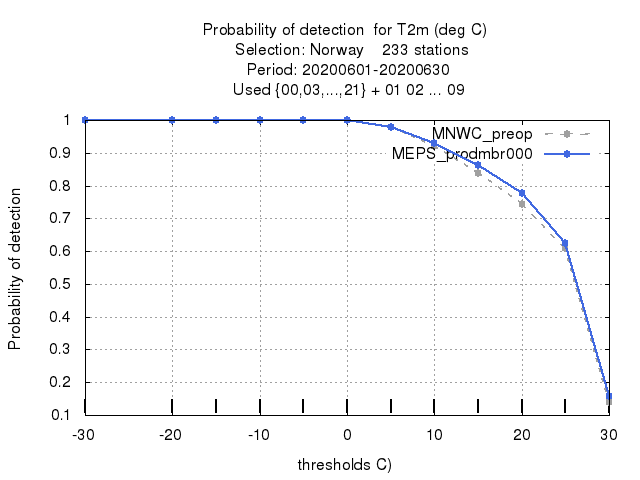 Probability of detection  for T2m (deg C)
Selection: Norway    233 stations
Period: 20200601-20200630
Used {00,03,...,21} + 01 02 ... 09
MNWC_preop
MEPS_prodmbr000
Probability of detection
1
0.9
0.8
0.7
0.6
0.5
0.4
0.3
0.2
0.1
-30
-20
-10
0
10
20
30
thresholds C)